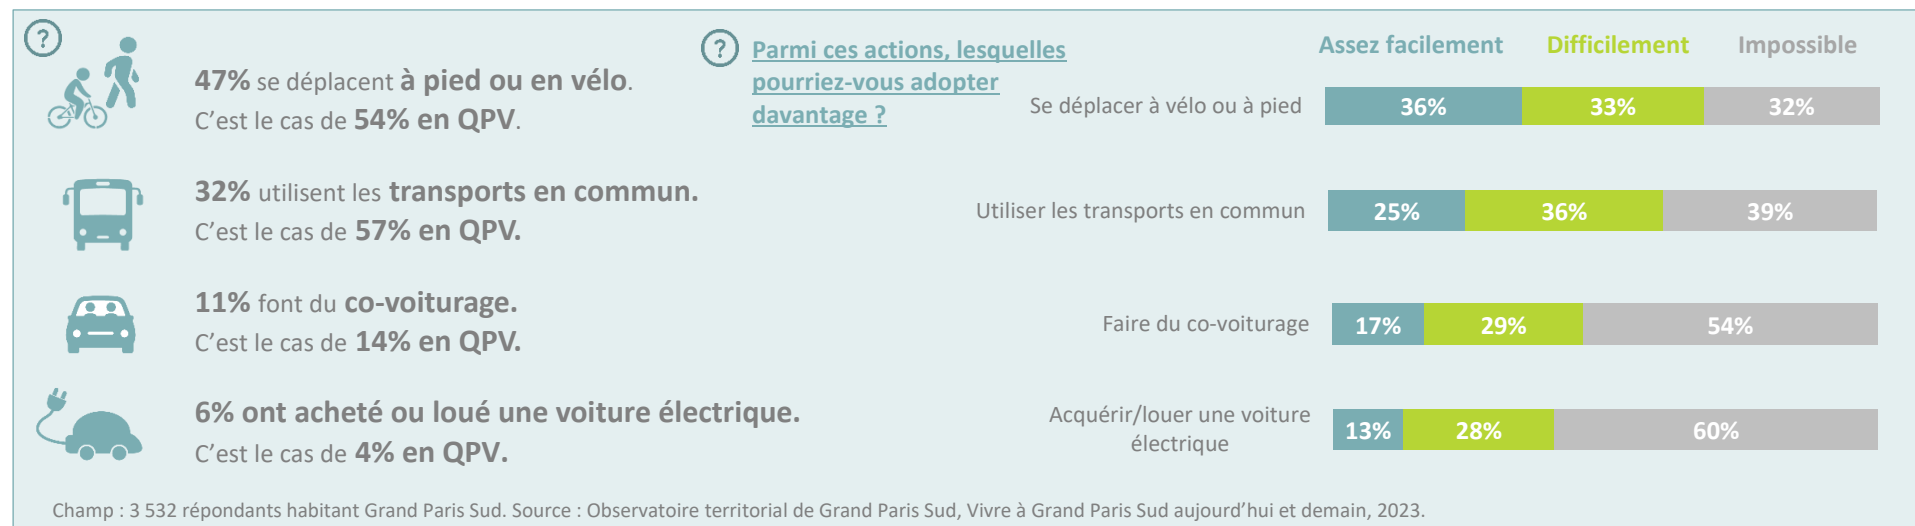 ?
47% se déplacent à pied ou en vélo.
C'est le cas de 54% en QPV.
32% utilisent les transports en commun.
C'est le cas de 57% en QPV.
11% font du co-voiturage.
C'est le cas de 14% en QPV.
6% ont acheté ou loué une voiture électrique.
C'est le cas de 4% en QPV.
?
Parmi ces actions, lesquelles
pourriez-vous adopter
davantage ?
Assez facilement Difficilement Impossible
Se déplacer à vélo ou à pied 36% 33% 32%
Utiliser les transports en commun 25% 36% 39%
Faire du co-voiturage 17% 29% 54%
Acquérir/louer une voiture
électrique
13% 28% 60%
Champ : 3 532 répondants habitant Grand Paris Sud. Source : Observatoire territorial de Grand Paris Sud, Vivre à Grand Paris Sud aujourd'hui et demain, 2023.